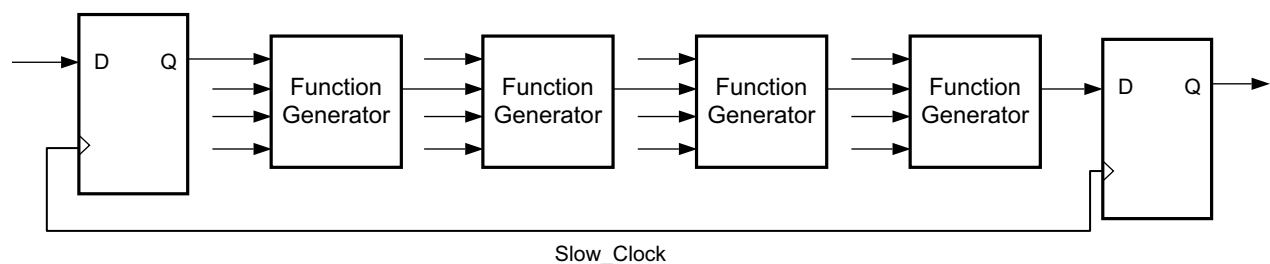 D Q
Function
Generator
Function
Generator
Function
Generator
Function
Generator
D Q
Slow_Clock